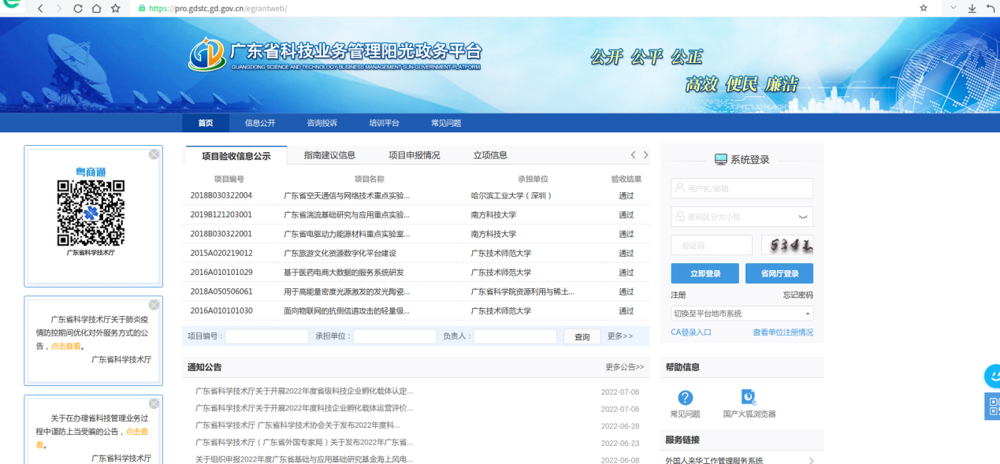 https://pro.gdstc.gd.gov.cn/egrantweb/
广东省科技业务管理阳光政务平台
GUANGDONG SCIENCE AND TECHNOLOGY BUSINESS MANAGEMENT SUN-GOVERNMENT PLATFORM
公开 公平 公正
高效 便民 廉洁
首页 信息公开 咨询投诉 培训平台 常见问题
粤商通
广东省科学技术厅
广东省科学技术厅关于肺炎疫
情防控期间优化对外服务方式的公
告，点击查看。
广东省科学技术厅
关于在办理省科技管理业务过
程中谨防上当受骗的公告，点击查
看。
广东省科学技术厅
项目验收信息公示 指南建议信息 项目申报情况 立项信息
项目编号 项目名称 承担单位 验收结果
2018B030322004 广东省空天通信与网络技术重点实验... 哈尔滨工业大学（深圳） 通过
2019B121203001 广东省湍流基础研究与应用重点实验... 南方科技大学 通过
2018B030322001 广东省电驱动力能源材料重点实验室... 南方科技大学 通过
2015A020219012 广东旅游文化资源数字化平台建设 广东技术师范大学 通过
2016A010101029 基于医药电商大数据的服务系统研发 广东技术师范大学 通过
2018A050506061 用于高能量密度光源激发的发光陶瓷... 广东省科学院资源利用与稀土... 通过
2016A010101030 面向物联网的抗侧信道攻击的轻量级... 广东技术师范大学 通过
项目编号： 承担单位： 负责人： 查询 更多>>
通知公告 更多公告>>
广东省科学技术厅关于开展2022年度省级科技企业孵化载体认定... 2022-07-06
广东省科学技术厅关于开展2022年度科技企业孵化载体运营评价... 2022-07-06
广东省科学技术厅 广东省科学技术协会关于发布2022年度科... 2022-06-28
广东省科学技术厅（广东省外国专家局）关于发布2022年广东省... 2022-06-23
关于组织申报2022年度广东省基础与应用基础研究基金海上风电... 2022-06-08
系统登录
用户名/邮箱
密码区分大小写
验证码 5341
立即登录 省网厅登录
注册 忘记密码
切换至平台地市系统
CA登录入口 查看单位注册情况
帮助信息
常见问题 国产火狐浏览器
服务链接
外国人来华工作管理服务系统